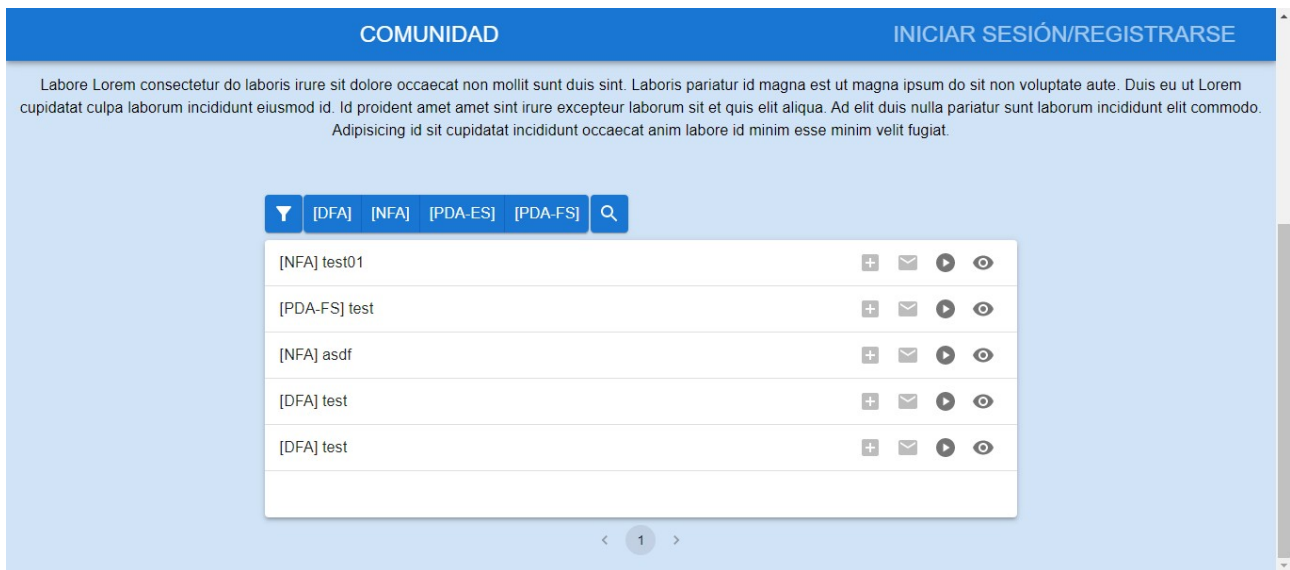 COMUNIDAD
INICIAR SESIÓN/REGISTRARSE
Labore Lorem consectetur do laboris irure sit dolore occaecat non mollit sunt duis sint. Laboris pariatur id magna est ut magna ipsum do sit non voluptate aute. Duis eu ut Lorem
cupidatat culpa laborum incididunt eiusmod id. Id proident amet amet sint irure excepteur laborum sit et quis elit aliqua. Ad elit duis nulla pariatur sunt laborum incididunt elit commodo.
Adipisicing id sit cupidatat incididunt occaecat anim labore id minim esse minim velit fugiat.
[DFA] [NFA] [PDA-ES] [PDA-FS]
[NFA] test01
[PDA-FS] test
[NFA] asdf
[DFA] test
[DFA] test
1